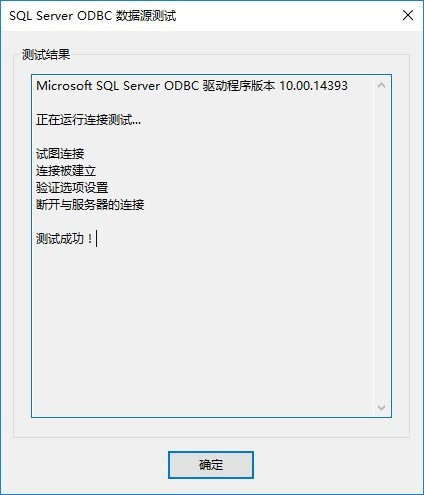 SQL Server ODBC 数据源测试
测试结果
Microsoft SQL Server ODBC 驱动程序版本 10.00.14393
正在运行连接测试...
试图连接
连接被建立
验证选项设置
断开与服务器的连接
测试成功！
确定